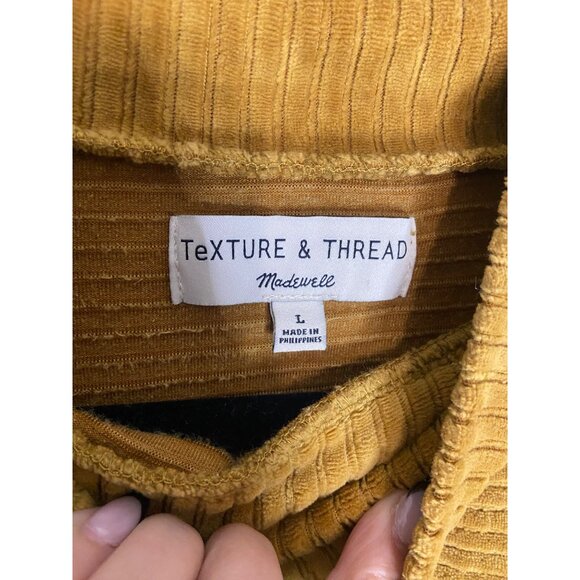 TeXTURE & THREAD
Madewell
L
MADE IN
PHILIPPINES